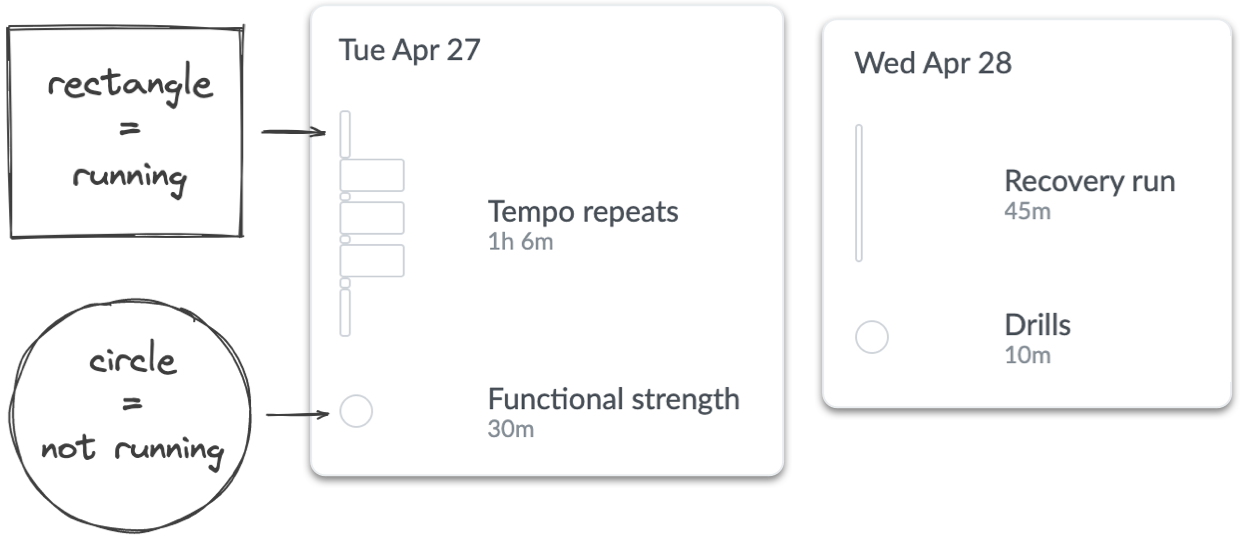 rectangle
=
running
circle
=
not running
Tue Apr 27
Tempo repeats
1h 6m
Functional strength
30m
Wed Apr 28
Recovery run
45m
Drills
10m